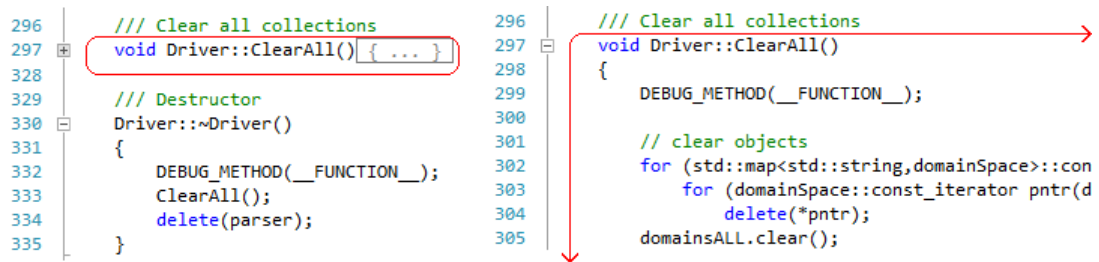 296 /// Clear all collections
297 void Driver::ClearAll() { ... }
328
329 /// Destructor
330 Driver::~Driver()
331 {
332 DEBUG_METHOD(__FUNCTION__);
333 ClearAll();
334 delete(parser);
335 }
296 /// Clear all collections
297 void Driver::ClearAll()
298 {
299 DEBUG_METHOD(__FUNCTION__);
300
301 // clear objects
302 for (std::map<std::string,domainSpace>::con
303 for (domainSpace::const_iterator pntr(d
304 delete(*pntr);
305 domainsALL.clear();